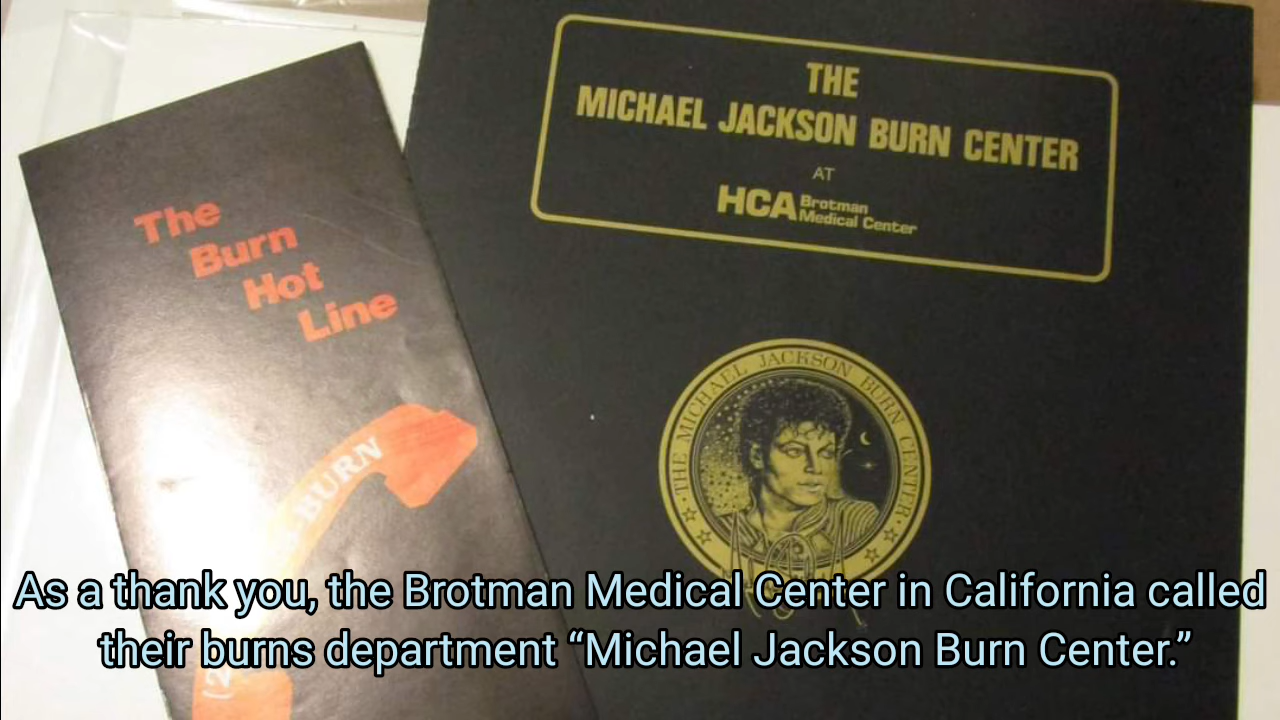 THE
MICHAEL JACKSON BURN CENTER
AT
HCA Brotman
Medical Center
The
Burn
Hot
Line
BURN
THE MICHAEL JACKSON BURN CENTER
As a thank you, the Brotman Medical Center in California called
their burns department “Michael Jackson Burn Center.”